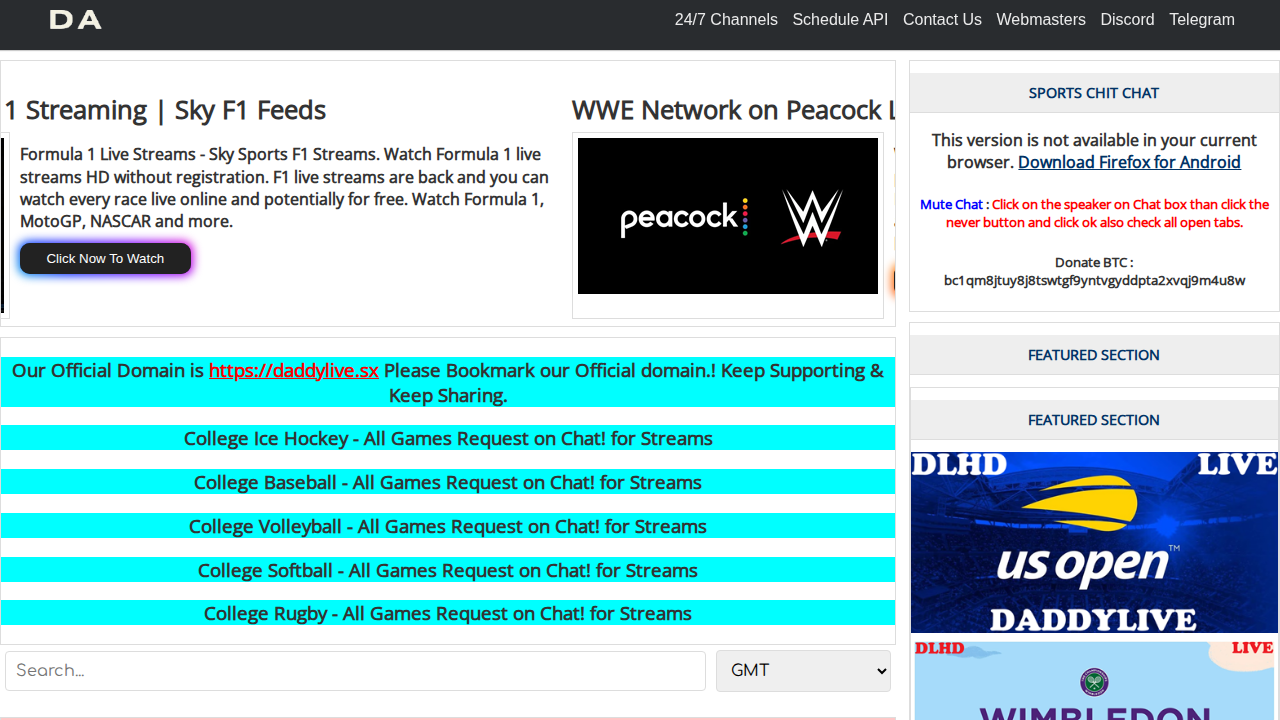 DA
24/7 Channels Schedule API Contact Us Webmasters Discord Telegram
1 Streaming | Sky F1 Feeds
Formula 1 Live Streams - Sky Sports F1 Streams. Watch Formula 1 live
streams HD without registration. F1 live streams are back and you can
watch every race live online and potentially for free. Watch Formula 1,
MotoGP, NASCAR and more.
Click Now To Watch
WWE Network on Peacock L
peacock W
Our Official Domain is https://daddylive.sx Please Bookmark our Official domain.! Keep Supporting &
Keep Sharing.
College Ice Hockey - All Games Request on Chat! for Streams
College Baseball - All Games Request on Chat! for Streams
College Volleyball - All Games Request on Chat! for Streams
College Softball - All Games Request on Chat! for Streams
College Rugby - All Games Request on Chat! for Streams
Search...
GMT
SPORTS CHIT CHAT
This version is not available in your current
browser. Download Firefox for Android
Mute Chat : Click on the speaker on Chat box than click the
never button and click ok also check all open tabs.
Donate BTC :
bc1qm8jtuy8j8tswtgf9yntvgyddpta2xvqj9m4u8w
FEATURED SECTION
FEATURED SECTION
DLHD LIVE
us open™
DADDYLIVE
DLHD LIVE
WIMBLEDON